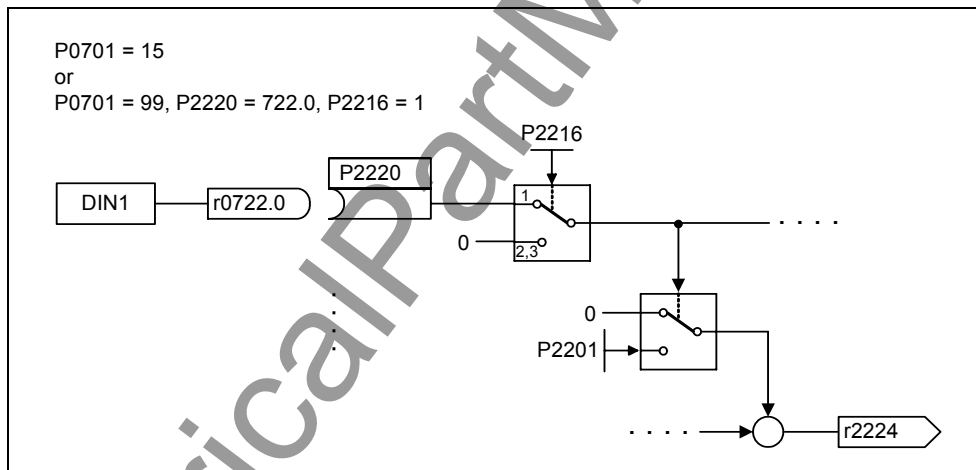 P0701 = 15
or
P0701 = 99, P2220 = 722.0, P2216 = 1
P2216
P2220
DIN1
r0722.0
1
0
2,3
0
P2201
r2224
icalPartM